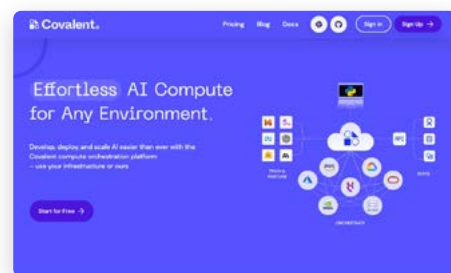 Covalent.
Pricing
Blog
Docs
Sign in
Sign Up →
Effortless AI Compute
for Any Environment.
Develop, deploy, and scale AI easier than ever with the
Covalent compute orchestration platform
– use your infrastructure or ours
Start for Free →
aws